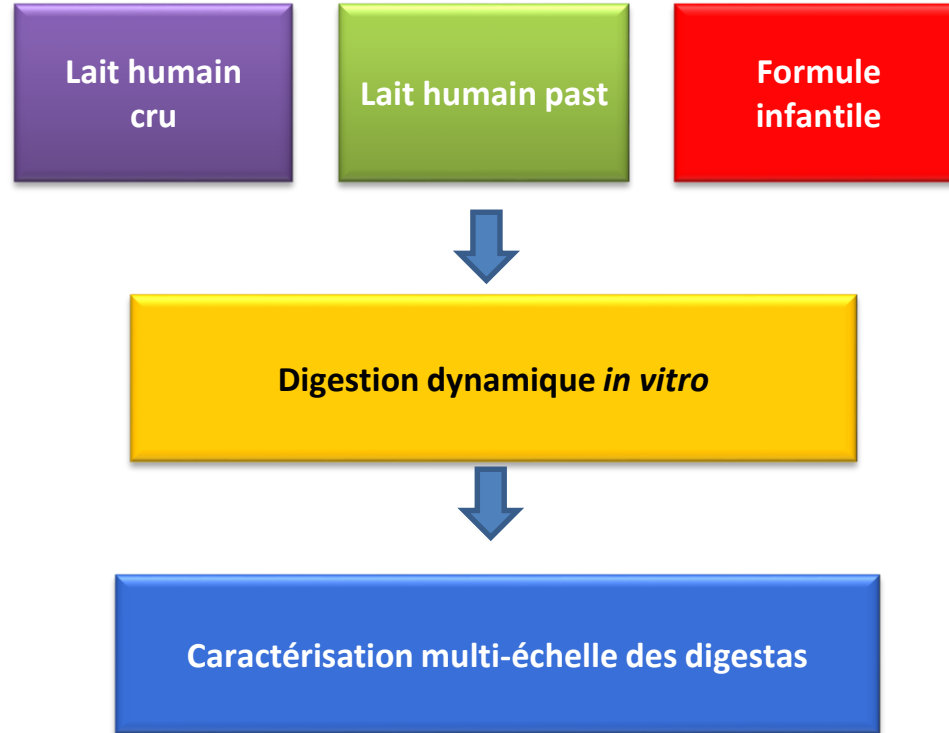 Lait humain
cru
Lait humain past
Formule
infantile
Digestion dynamique in vitro
Caractérisation multi-échelle des digestas